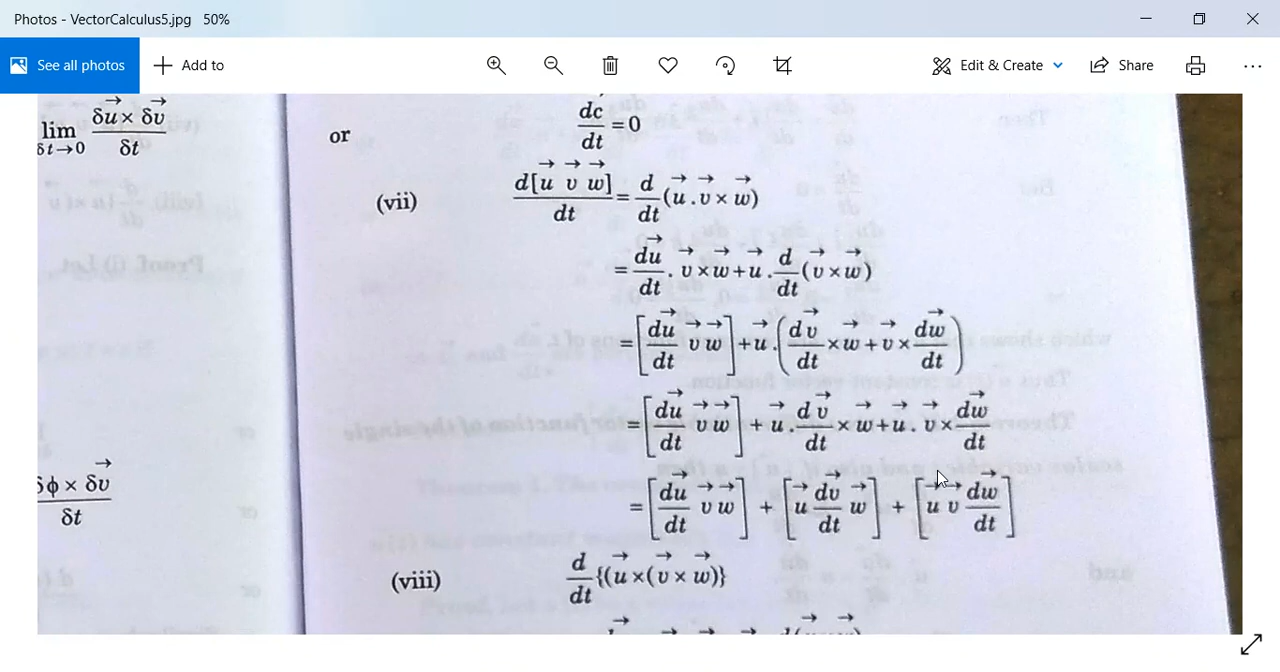 Photos - VectorCalculus5.jpg 50%
See all photos
Add to
Edit & Create
Share
lim δt→0 (δu⃗ × δv⃗)/δt
δφ × δv⃗ / δt
or dc⃗/dt = 0
(vii) d[u⃗ v⃗ w⃗]/dt = d/dt (u⃗ . v⃗ × w⃗)
= du⃗/dt . v⃗ × w⃗ + u⃗ . d/dt (v⃗ × w⃗)
= [du⃗/dt v⃗ w⃗] + u⃗ . (dv⃗/dt × w⃗ + v⃗ × dw⃗/dt)
= [du⃗/dt v⃗ w⃗] + u⃗ . dv⃗/dt × w⃗ + u⃗ . v⃗ × dw⃗/dt
= [du⃗/dt v⃗ w⃗] + [u⃗ dv⃗/dt w⃗] + [u⃗ v⃗ dw⃗/dt]
(viii) d/dt {(u⃗ × (v⃗ × w⃗)}